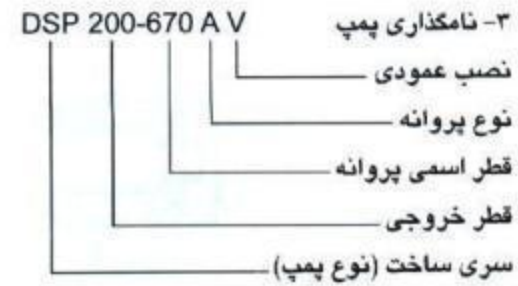 ۳- نامگذاری پمپ
DSP 200-670 A V
نصب عمودی
نوع پروانه
قطر اسمی پروانه
قطر خروجی
سری ساخت (نوع پمپ)